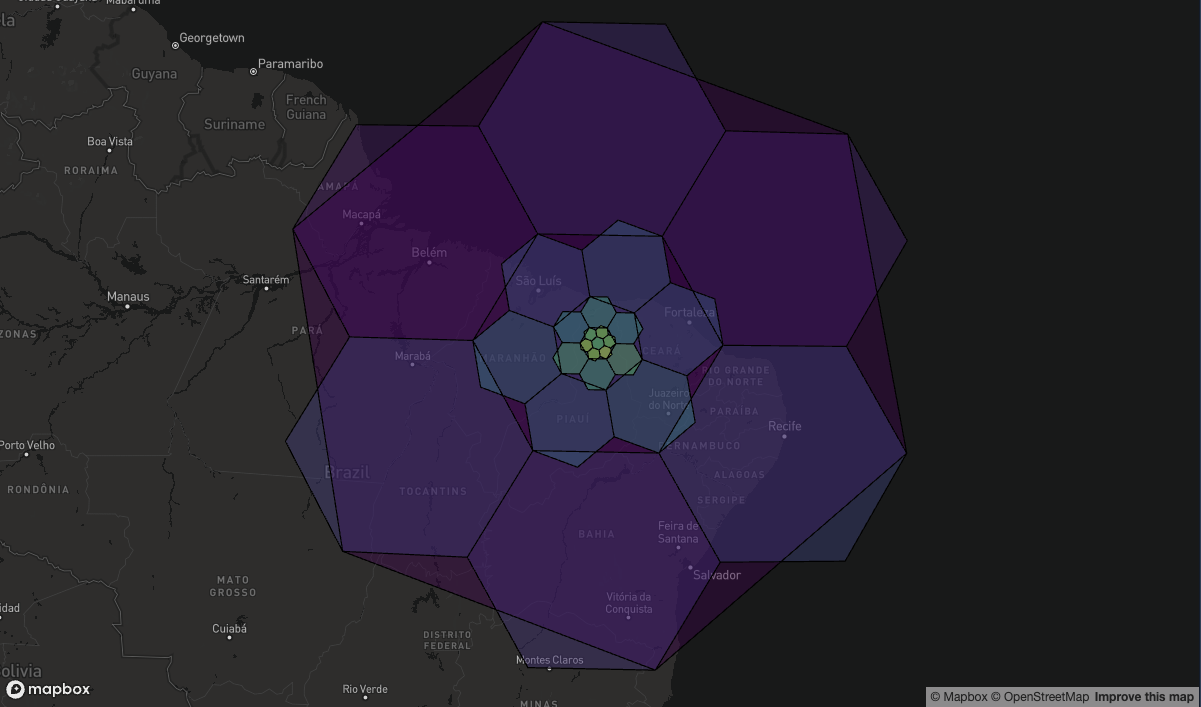 Mabaruma
ela
Georgetown
Paramaribo
Guyana
French
Guiana
Suriname
Boa Vista
RORAIMA
AMAPÁ
Macapá
Belém
Santarém
São Luís
Manaus
Fortaleza
PARÁ
ZONAS
CEARÁ
Marabá
MARANHÃO
RIO GRANDE
DO NORTE
Juazeiro
do Norte
PARAÍBA
PIAUÍ
Recife
Porto Velho
PERNAMBUCO
Brazil
ALAGOAS
RONDÔNIA
TOCANTINS
SERGIPE
BAHIA
Feira de
Santana
Salvador
MATO
GROSSO
Vitória da
Conquista
idad
Cuiabá
DISTRITO
FEDERAL
Montes Claros
olivia
mapbox
Rio Verde
MINAS
© Mapbox © OpenStreetMap Improve this map